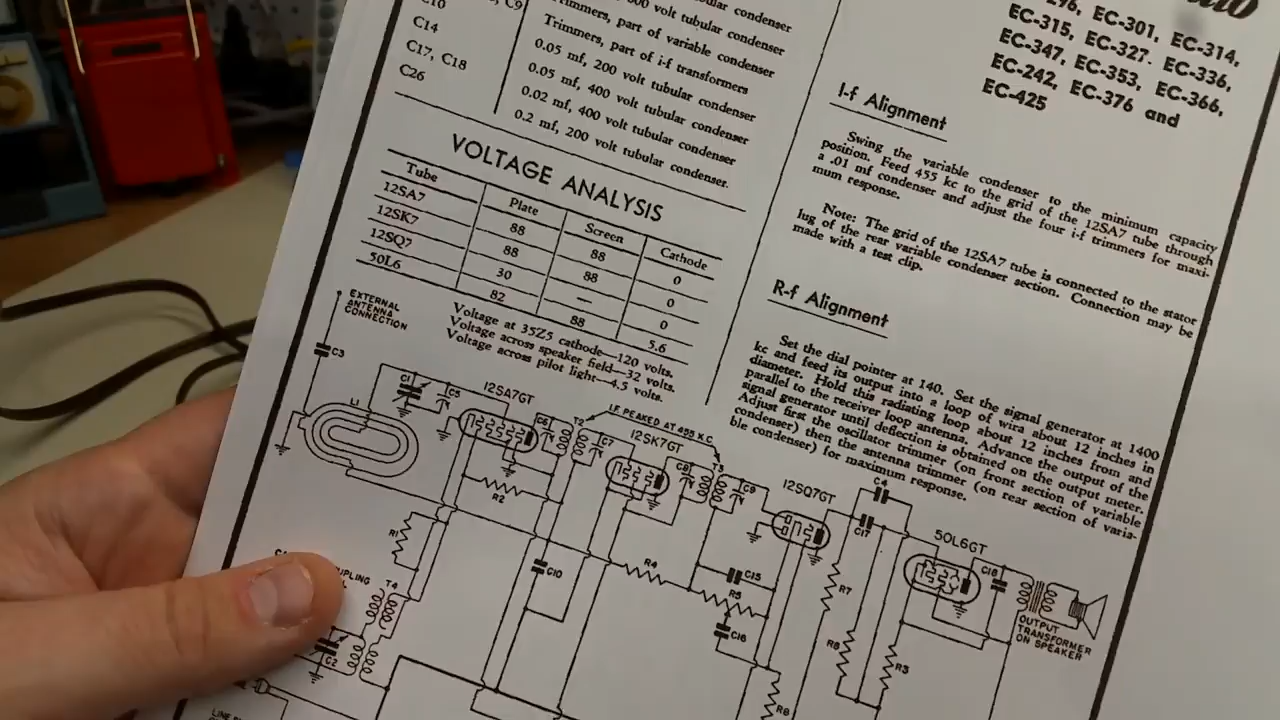 C10
C14
C17, C18
C26
volt tubular condenser
Trimmers, part of variable condenser
Trimmers, part of i-f transformers
0.05 mf, 200 volt tubular condenser
0.05 mf, 400 volt tubular condenser
0.02 mf, 400 volt tubular condenser
0.2 mf, 200 volt tubular condenser.
VOLTAGE ANALYSIS
Tube Plate Screen Cathode
12SA7 88 88 0
12SK7 88 88 0
12SQ7 30 — 0
50L6 82 88 5.6
Voltage at 35Z5 cathode—120 volts.
Voltage across speaker field—32 volts.
Voltage across pilot light—4.5 volts.
EC-301, EC-314,
EC-315, EC-327. EC-336,
EC-347, EC-353, EC-366,
EC-242, EC-376 and
EC-425
I-f Alignment
Swing the variable condenser to the minimum capacity
position. Feed 455 kc to the grid of the 12SA7 tube through
a .01 mf condenser and adjust the four i-f trimmers for maxi-
mum response.
Note: The grid of the 12SA7 tube is connected to the stator
lug of the rear variable condenser section. Connection may be
made with a test clip.
R-f Alignment
Set the dial pointer at 140. Set the signal generator at 1400
kc and feed its output into a loop of wira about 12 inches in
diameter. Hold this radiating loop about 12 inches from and
parallel to the receiver loop antenna. Advance the output of the
signal generator until deflection is obtained on the output meter.
Adjust first the oscillator trimmer (on front section of variable
condenser) then the antenna trimmer (on rear section of varia-
ble condenser) for maximum response.
EXTERNAL
ANTENNA
CONNECTION
C3
L1
C1
C5
12SA7GT
C6
T2
C7
I.F. PEAKED AT 455 K.C.
12SK7GT
C8
T3
C9
12SQ7GT
C4
C17
50L6GT
C18
OUTPUT
TRANSFORMER
ON SPEAKER
R2
R1
C10
R4
C15
R5
C16
R7
R6
R3
R8
T4
C2